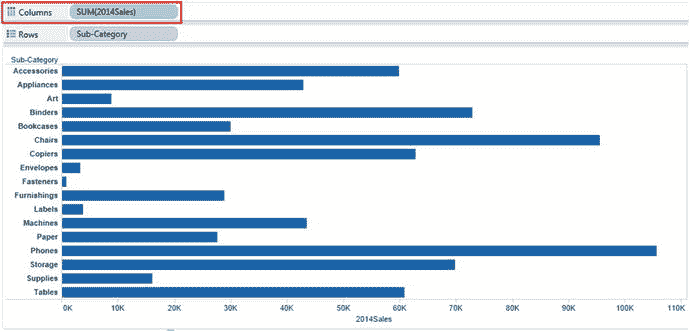 Columns SUM(2014Sales)
Rows Sub-Category
Sub-Category
Accessories
Appliances
Art
Binders
Bookcases
Chairs
Copiers
Envelopes
Fasteners
Furnishings
Labels
Machines
Paper
Phones
Storage
Supplies
Tables
0K 10K 20K 30K 40K 50K 60K 70K 80K 90K 100K 110K
2014Sales